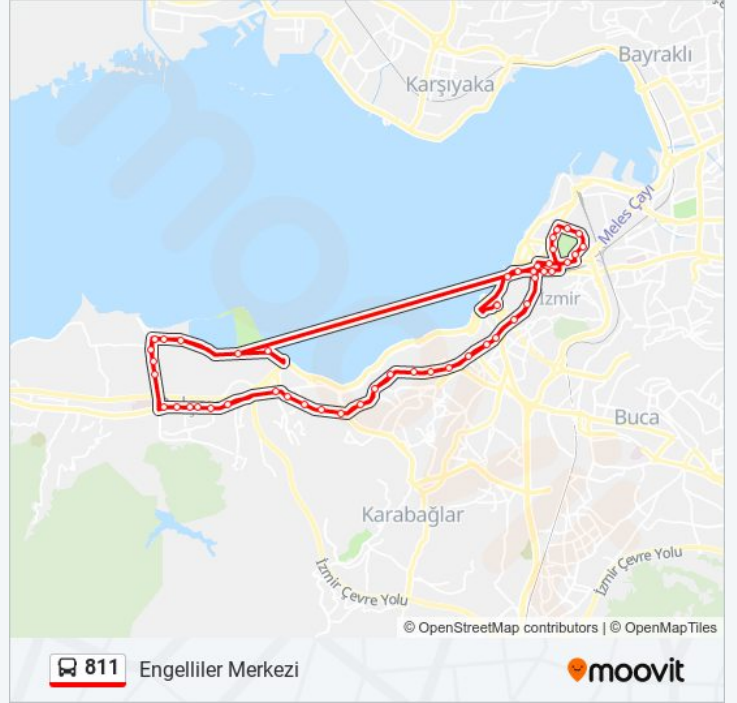 Bayraklı
Karşıyaka
Meles Çayı
Izmir
Buca
Karabağlar
İzmir Çevre Yolu
İzmir Çevre Yolu
© OpenStreetMap contributors | © OpenMapTiles
811 Engelliler Merkezi
moovit